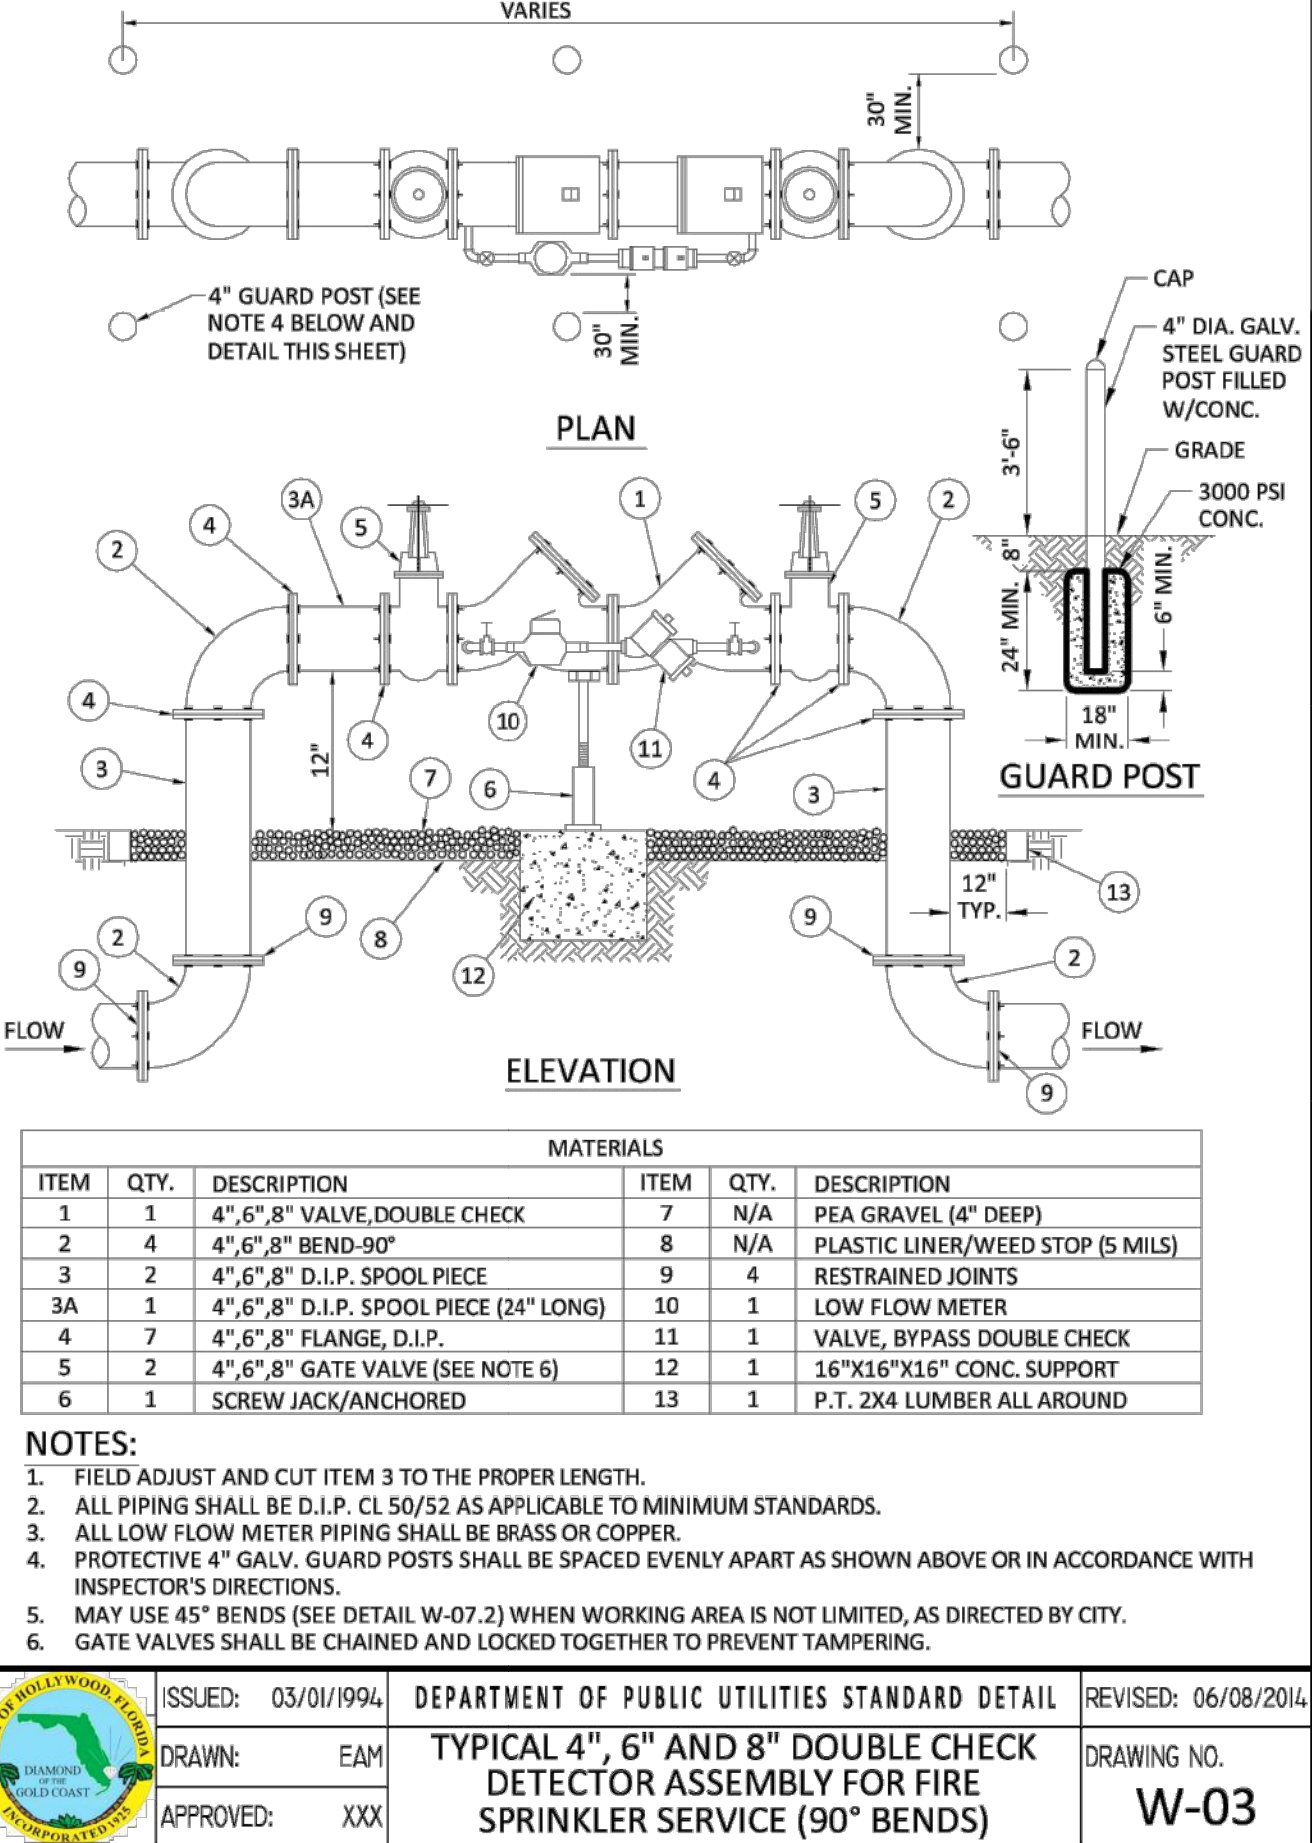 VARIES
30" MIN.
4" GUARD POST (SEE
NOTE 4 BELOW AND
DETAIL THIS SHEET)
30" MIN.
PLAN
CAP
4" DIA. GALV.
STEEL GUARD
POST FILLED
W/CONC.
GRADE
3000 PSI
CONC.
3'-6"
8"
24" MIN.
6" MIN.
18"
MIN.
GUARD POST
2
4
3A
5
1
5
2
4
3
4
12"
7
10
6
11
4
3
2
9
9
8
12
9
12"
TYP.
13
2
9
FLOW
FLOW
ELEVATION
MATERIALS
ITEM QTY. DESCRIPTION ITEM QTY. DESCRIPTION
1 1 4",6",8" VALVE,DOUBLE CHECK 7 N/A PEA GRAVEL (4" DEEP)
2 4 4",6",8" BEND-90° 8 N/A PLASTIC LINER/WEED STOP (5 MILS)
3 2 4",6",8" D.I.P. SPOOL PIECE 9 4 RESTRAINED JOINTS
3A 1 4",6",8" D.I.P. SPOOL PIECE (24" LONG) 10 1 LOW FLOW METER
4 7 4",6",8" FLANGE, D.I.P. 11 1 VALVE, BYPASS DOUBLE CHECK
5 2 4",6",8" GATE VALVE (SEE NOTE 6) 12 1 16"X16"X16" CONC. SUPPORT
6 1 SCREW JACK/ANCHORED 13 1 P.T. 2X4 LUMBER ALL AROUND
NOTES:
1. FIELD ADJUST AND CUT ITEM 3 TO THE PROPER LENGTH.
2. ALL PIPING SHALL BE D.I.P. CL 50/52 AS APPLICABLE TO MINIMUM STANDARDS.
3. ALL LOW FLOW METER PIPING SHALL BE BRASS OR COPPER.
4. PROTECTIVE 4" GALV. GUARD POSTS SHALL BE SPACED EVENLY APART AS SHOWN ABOVE OR IN ACCORDANCE WITH
INSPECTOR'S DIRECTIONS.
5. MAY USE 45° BENDS (SEE DETAIL W-07.2) WHEN WORKING AREA IS NOT LIMITED, AS DIRECTED BY CITY.
6. GATE VALVES SHALL BE CHAINED AND LOCKED TOGETHER TO PREVENT TAMPERING.
OF HOLLYWOOD, FLORIDA
DIAMOND
OF THE
GOLD COAST
INCORPORATED 1925
ISSUED: 03/01/1994
DRAWN: EAM
APPROVED: XXX
DEPARTMENT OF PUBLIC UTILITIES STANDARD DETAIL
TYPICAL 4", 6" AND 8" DOUBLE CHECK
DETECTOR ASSEMBLY FOR FIRE
SPRINKLER SERVICE (90° BENDS)
REVISED: 06/08/2014
DRAWING NO.
W-03